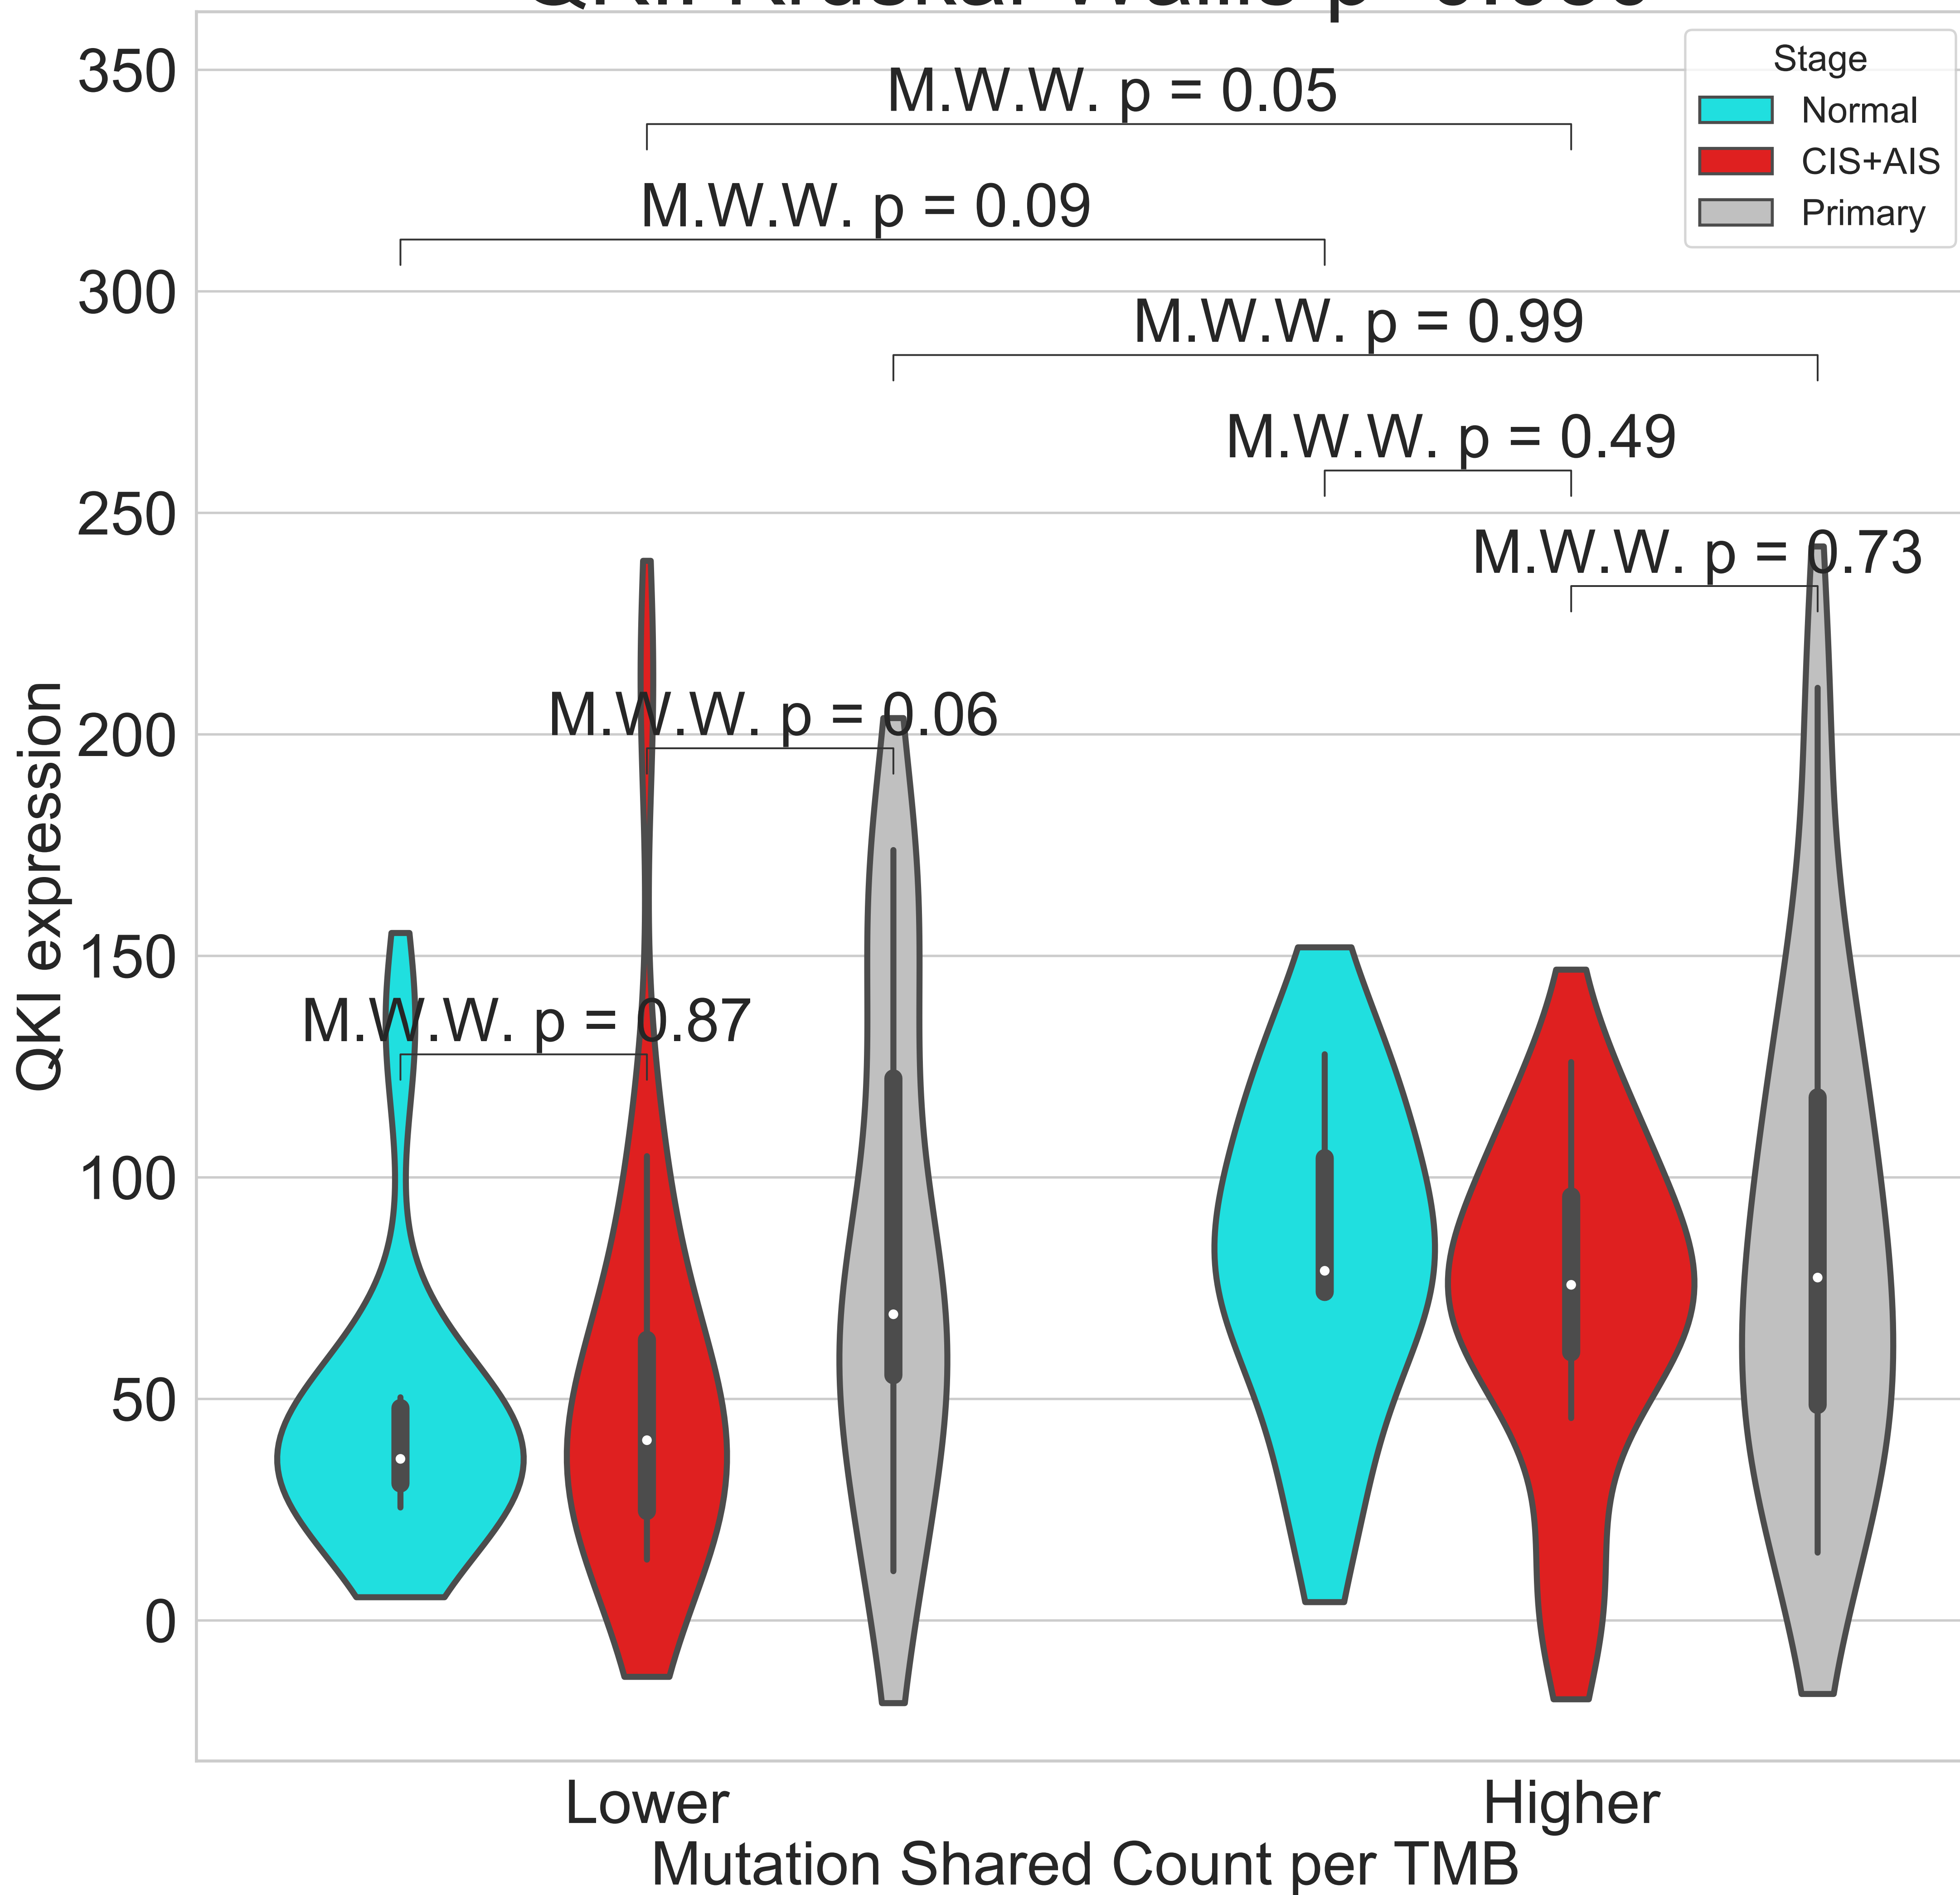 350
300
250
200
150
100
50
0
QKI expression
M.W.W. p = 0.05
M.W.W. p = 0.09
M.W.W. p = 0.99
M.W.W. p = 0.49
M.W.W. p = 0.73
M.W.W. p = 0.06
M.W.W. p = 0.87
Stage
Normal
CIS+AIS
Primary
Lower
Higher
Mutation Shared Count per TMB